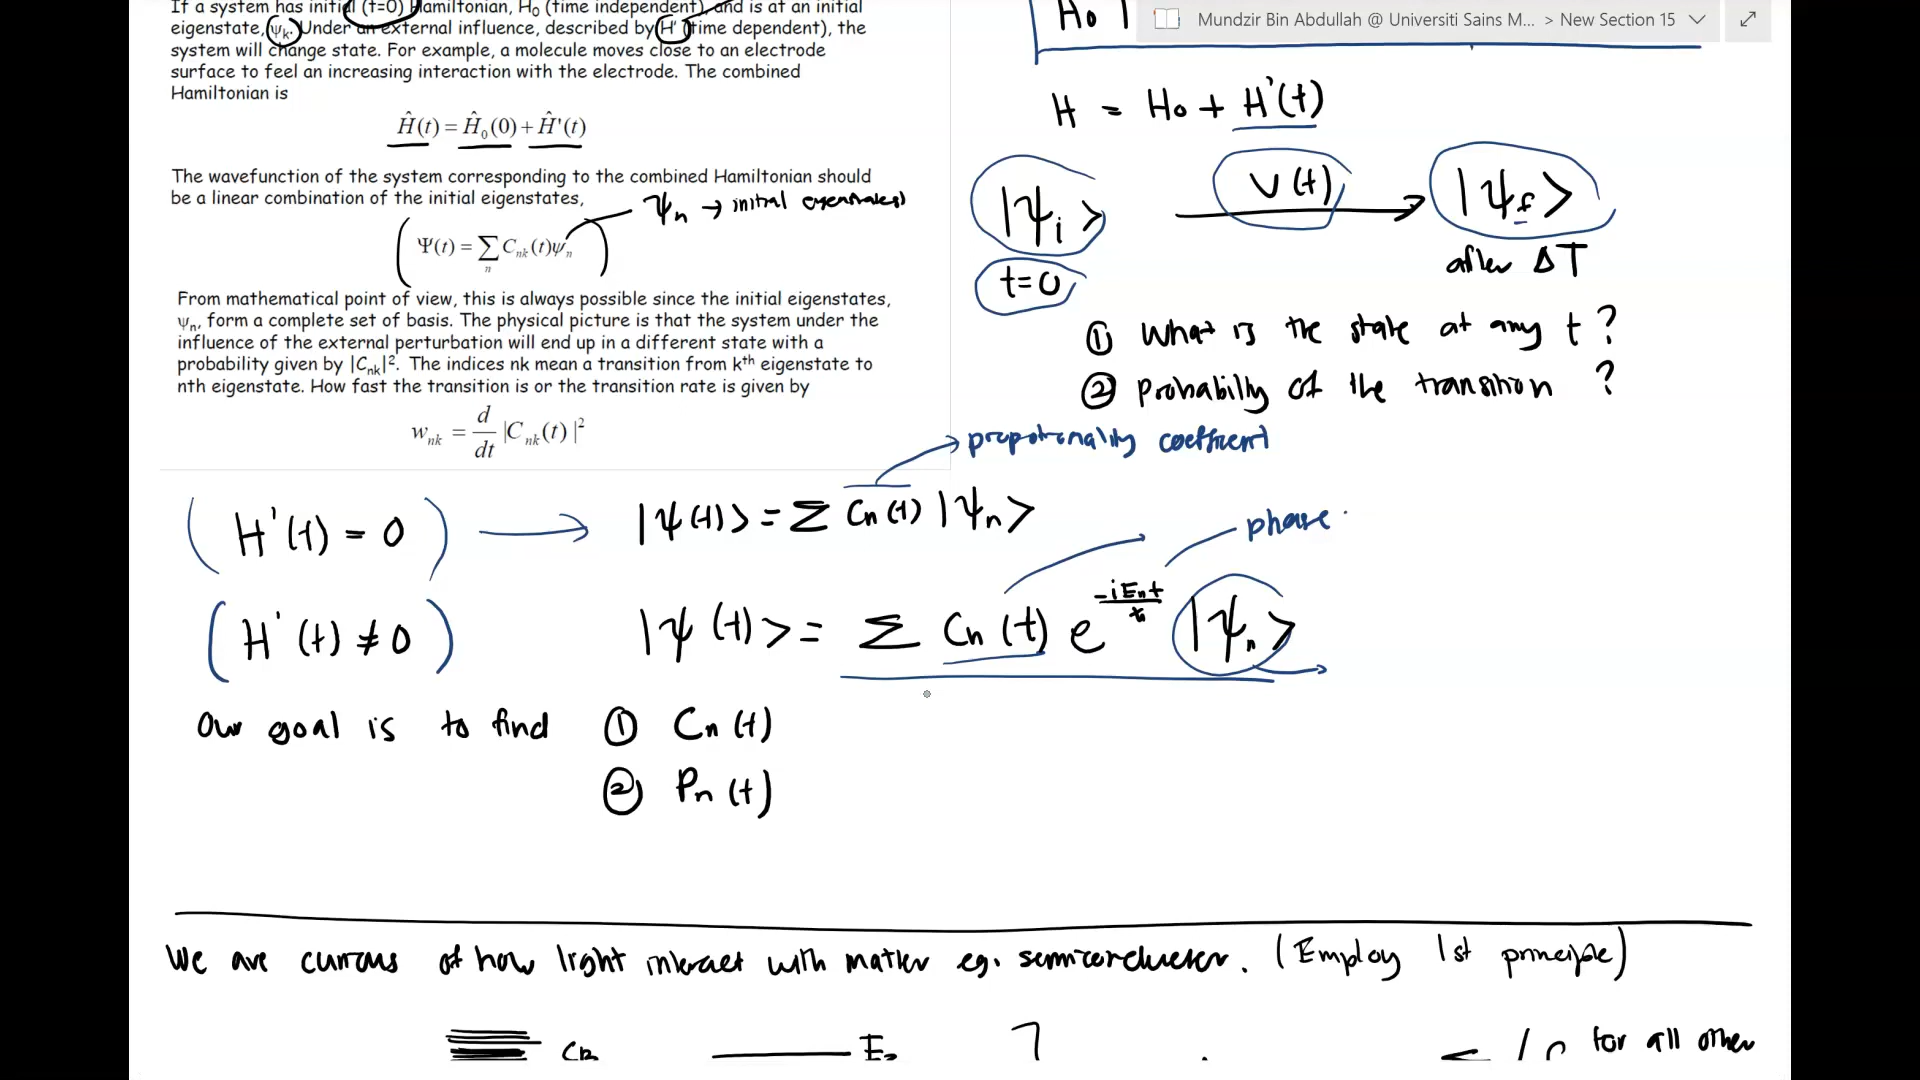 If a system has initial (t=0) Hamiltonian, H₀ (time independent), and is at an initial
eigenstate, ψₖ. Under an external influence, described by H' (time dependent), the
system will change state. For example, a molecule moves close to an electrode
surface to feel an increasing interaction with the electrode. The combined
Hamiltonian is
Ĥ(t) = Ĥ₀(0) + Ĥ'(t)
The wavefunction of the system corresponding to the combined Hamiltonian should
be a linear combination of the initial eigenstates,
ψn → initial eigenstates)
Ψ(t) = ∑ₙ Cnk(t)ψn
From mathematical point of view, this is always possible since the initial eigenstates,
ψn, form a complete set of basis. The physical picture is that the system under the
influence of the external perturbation will end up in a different state with a
probability given by |Cnk|². The indices nk mean a transition from kth eigenstate to
nth eigenstate. How fast the transition is or the transition rate is given by
wnk = d/dt |Cnk(t)|²
Ho
Mundzir Bin Abdullah @ Universiti Sains M... > New Section 15
H = Ho + H'(t)
|ψi> V(t) |ψf>
t=0 after ΔT
① What is the state at any t ?
② Probability of the transition ?
propotionality coefficient
(H'(t) = 0) → |ψ(t)> = Σ Cn(t) |ψn>
phase
(H'(t) ≠ 0) |ψ(t)> = Σ Cn(t) e^(-iEnt/ħ) |ψn>
Our goal is to find ① Cn(t)
② Pn(t)
We are curious of how light interact with matter eg. semiconductor. (Employ 1st principle)
CB E₂ for all other